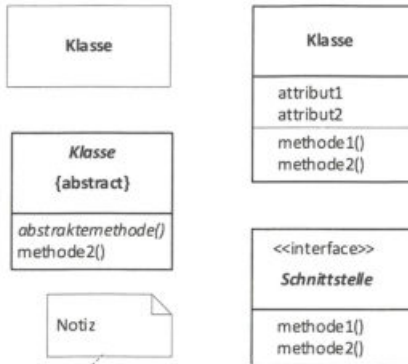 Klasse
Klasse
attribut1
attribut2
methode1()
methode2()
Klasse
{abstract}
abstraktemethode()
methode2()
<<interface>>
Schnittstelle
methode1()
methode2()
Notiz